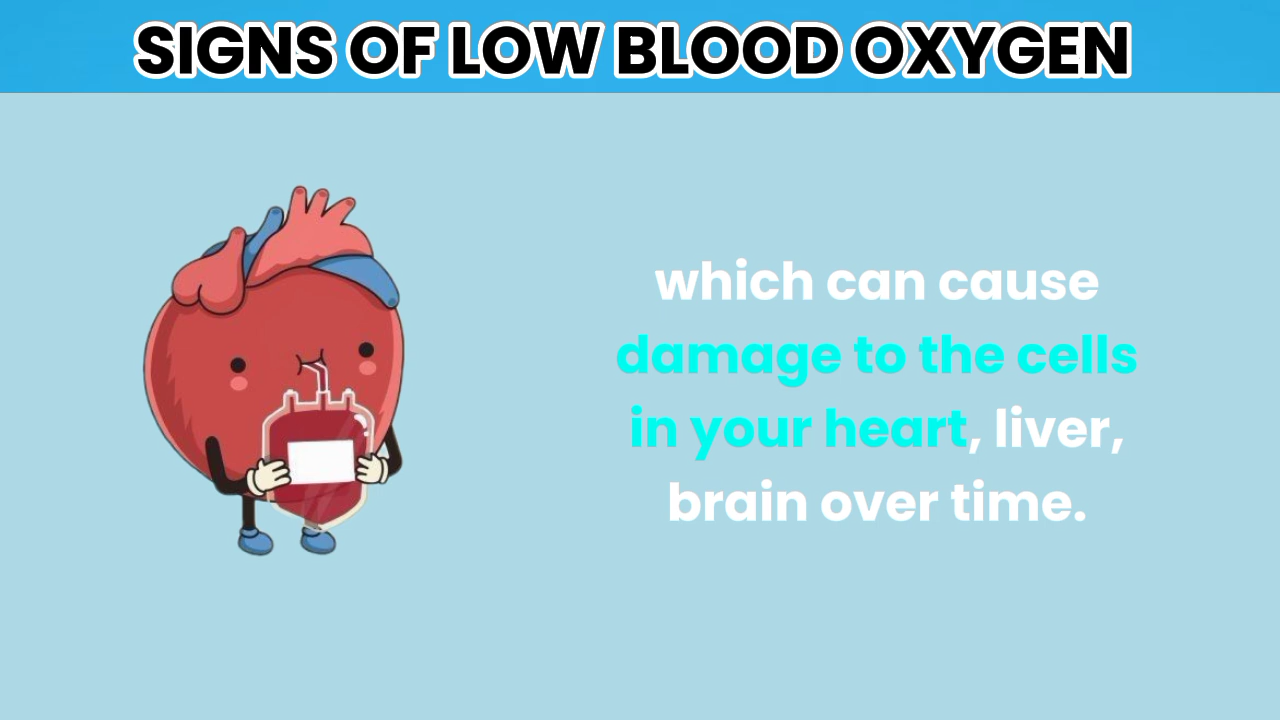 SIGNS OF LOW BLOOD OXYGEN
which can cause
damage to the cells
in your heart, liver,
brain over time.